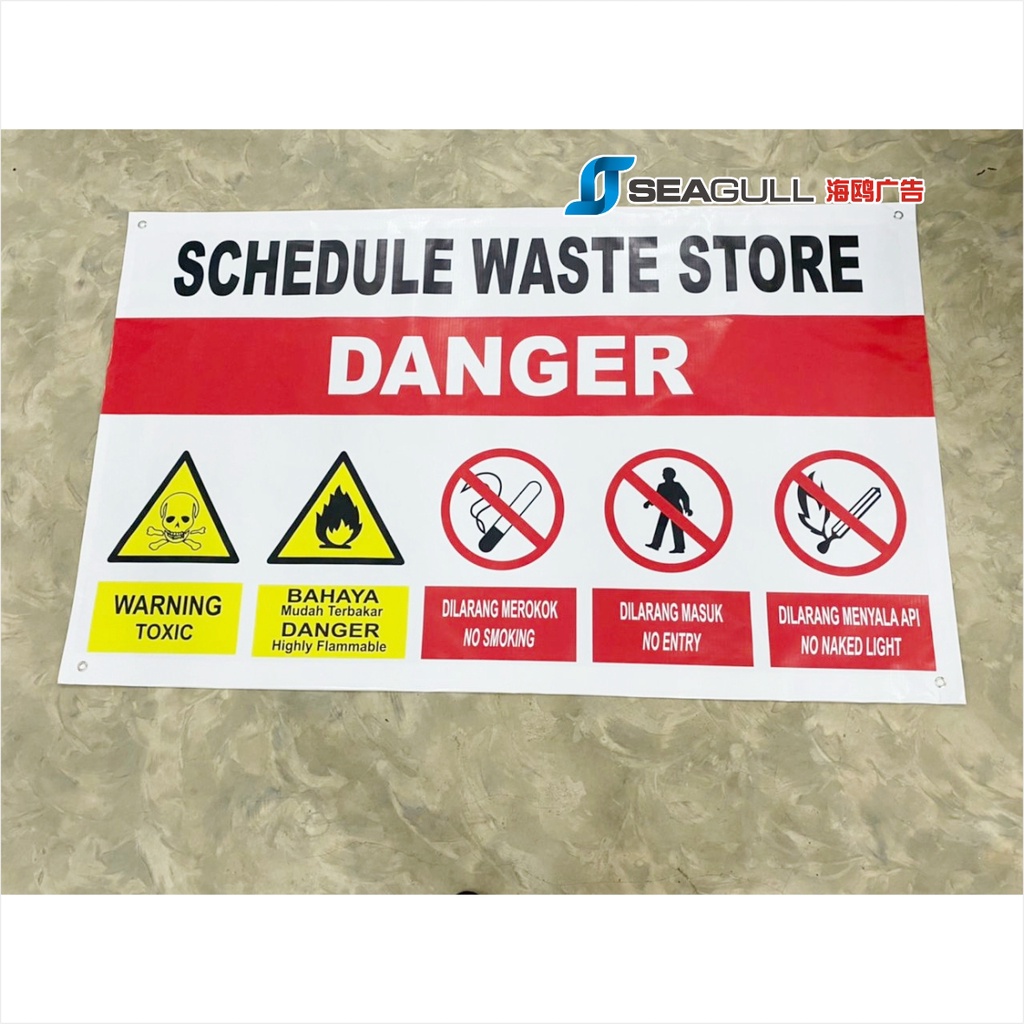 SEAGULL 海鸥广告
SCHEDULE WASTE STORE
DANGER
WARNING
TOXIC
BAHAYA
Mudah Terbakar
DANGER
Highly Flammable
DILARANG MEROKOK
NO SMOKING
DILARANG MASUK
NO ENTRY
DILARANG MENYALA API
NO NAKED LIGHT